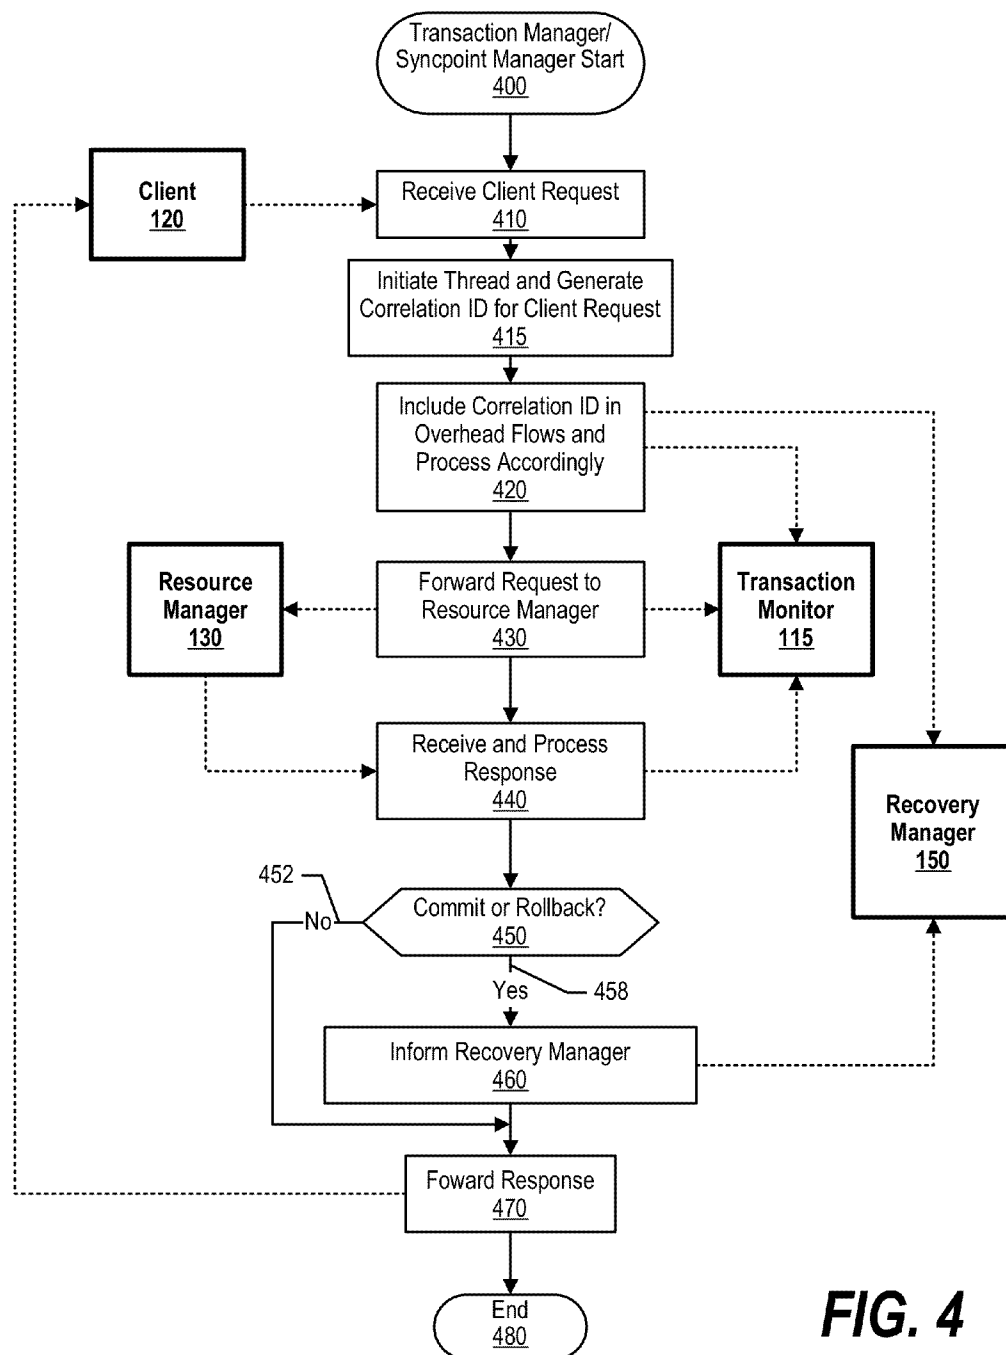 Transaction Manager/
Syncpoint Manager Start
400
Client
120
Receive Client Request
410
Initiate Thread and Generate
Correlation ID for Client Request
415
Include Correlation ID in
Overhead Flows and
Process Accordingly
420
Resource
Manager
130
Forward Request to
Resource Manager
430
Transaction
Monitor
115
Receive and Process
Response
440
Recovery
Manager
150
452
Commit or Rollback?
450
No
Yes
458
Inform Recovery Manager
460
Foward Response
470
End
480
FIG. 4